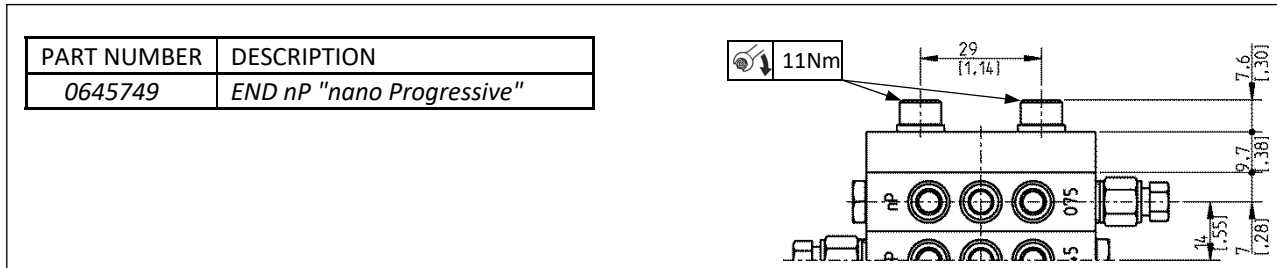 PART NUMBER DESCRIPTION
0645749 END nP "nano Progressive"
11Nm
29
[1,14]
7,6
[,30]
9,7
[,38]
nP 075
14
[,55]
7
[,28]